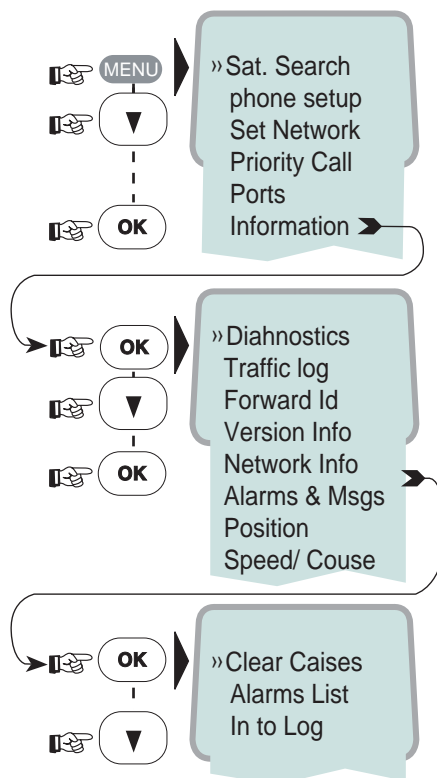 MENU
»Sat. Search
phone setup
Set Network
Priority Call
Ports
OK
Information
OK
»Diahnostics
Traffic log
Forward Id
Version Info
OK
Network Info
Alarms & Msgs
Position
Speed/ Couse
OK
»Clear Caises
Alarms List
In to Log